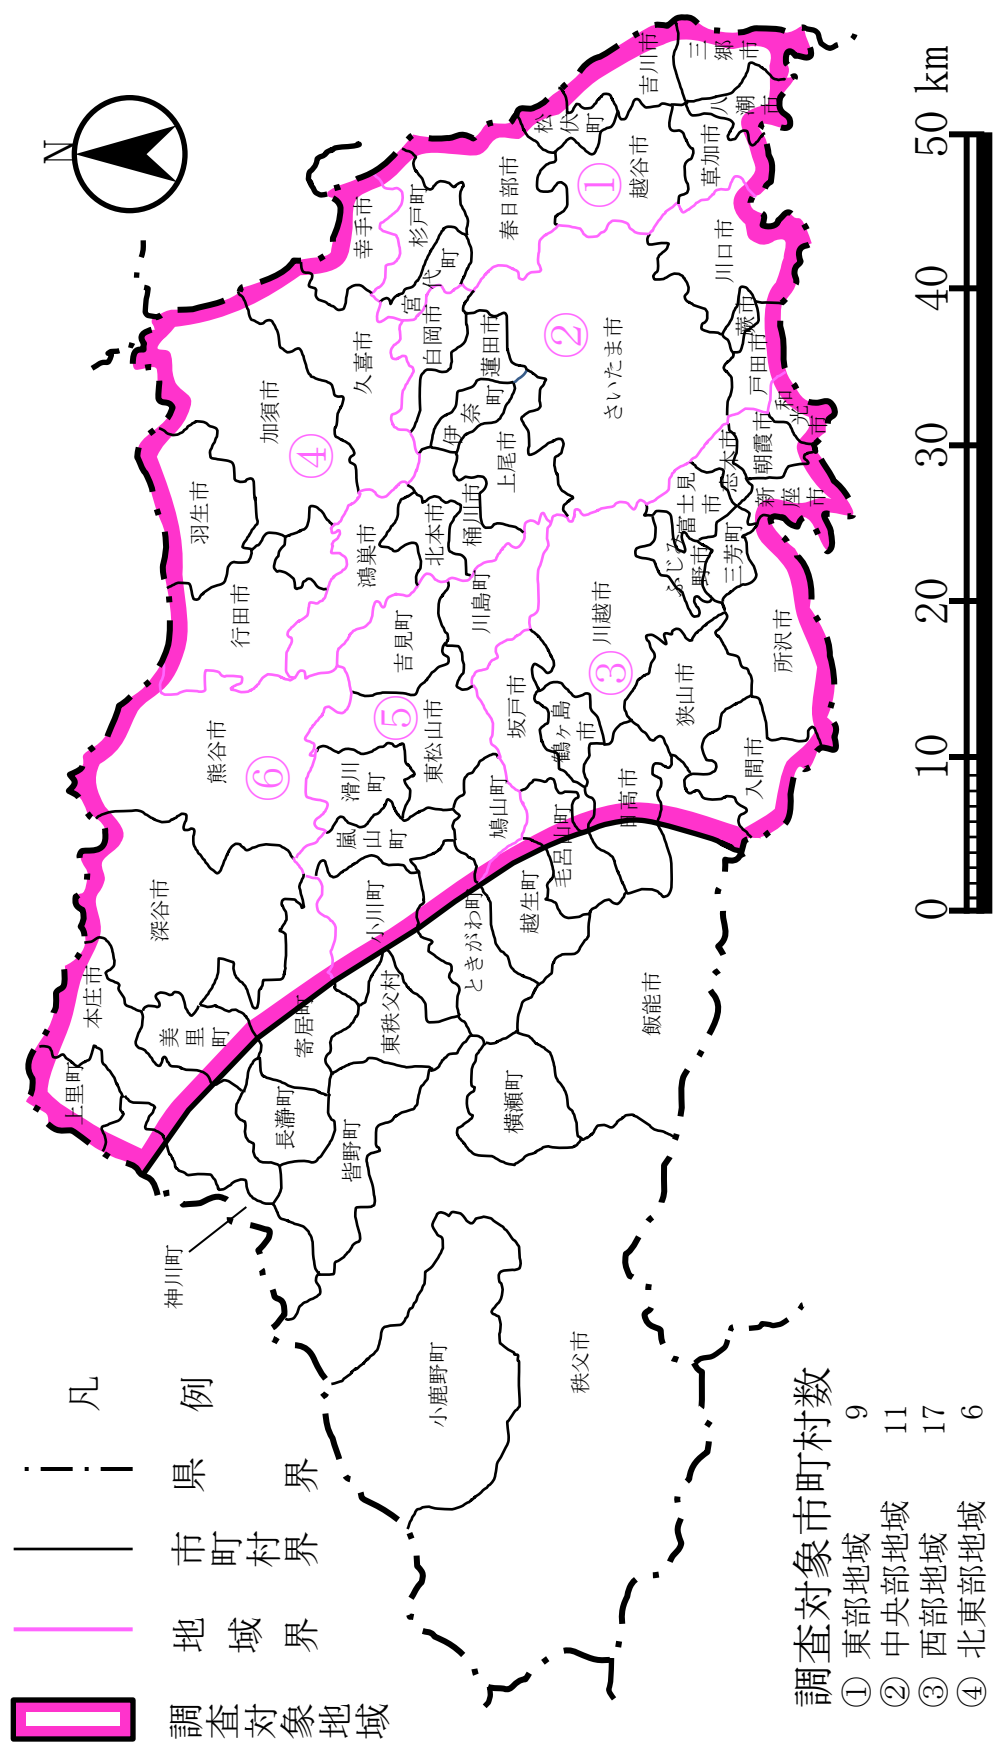 凡例
県界
市町村界
地域界
調査対象地域
調査対象市町村数
① 東部地域 9
② 中央部地域 11
③ 西部地域 17
④ 北東部地域 6
N
0 10 20 30 40 50 km
神川町
上里町
本庄市
美里町
深谷市
寄居町
長瀞町
皆野町
小鹿野町
秩父市
横瀬町
東秩父村
小川町
ときがわ町
嵐山町
滑川町
熊谷市
⑥
東松山市
⑤
吉見町
鳩山町
越生町
毛呂山町
飯能市
日高市
坂戸市
鶴ヶ島市
川島町
川越市
③
狭山市
入間市
所沢市
三芳町
ふじみ野市
富士見市
志木市
新座市
朝霞市
和光市
行田市
羽生市
加須市
④
鴻巣市
北本市
桶川市
上尾市
伊奈町
蓮田市
白岡市
久喜市
宮代町
幸手市
杉戸町
春日部市
さいたま市
②
戸田市
蕨市
川口市
越谷市
①
草加市
松伏町
吉川市
三郷市
八潮市